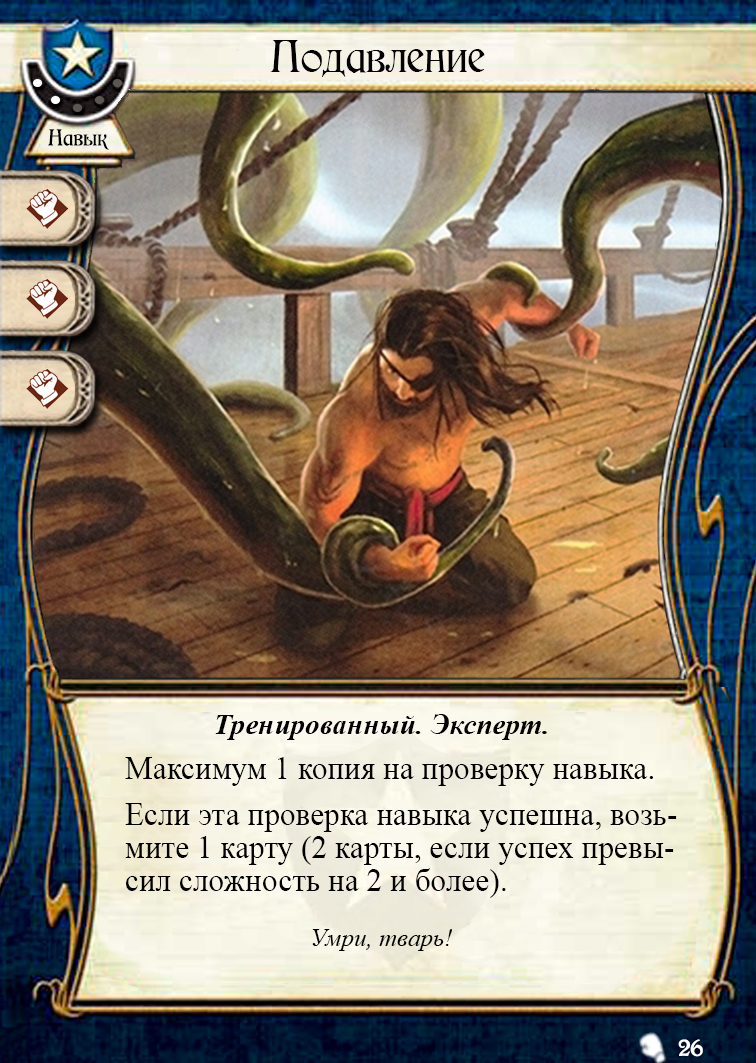 Подавление
Навык
Тренированный. Эксперт.
Максимум 1 копия на проверку навыка.
Если эта проверка навыка успешна, возь-
мите 1 карту (2 карты, если успех превы-
сил сложность на 2 и более).
Умри, тварь!
26